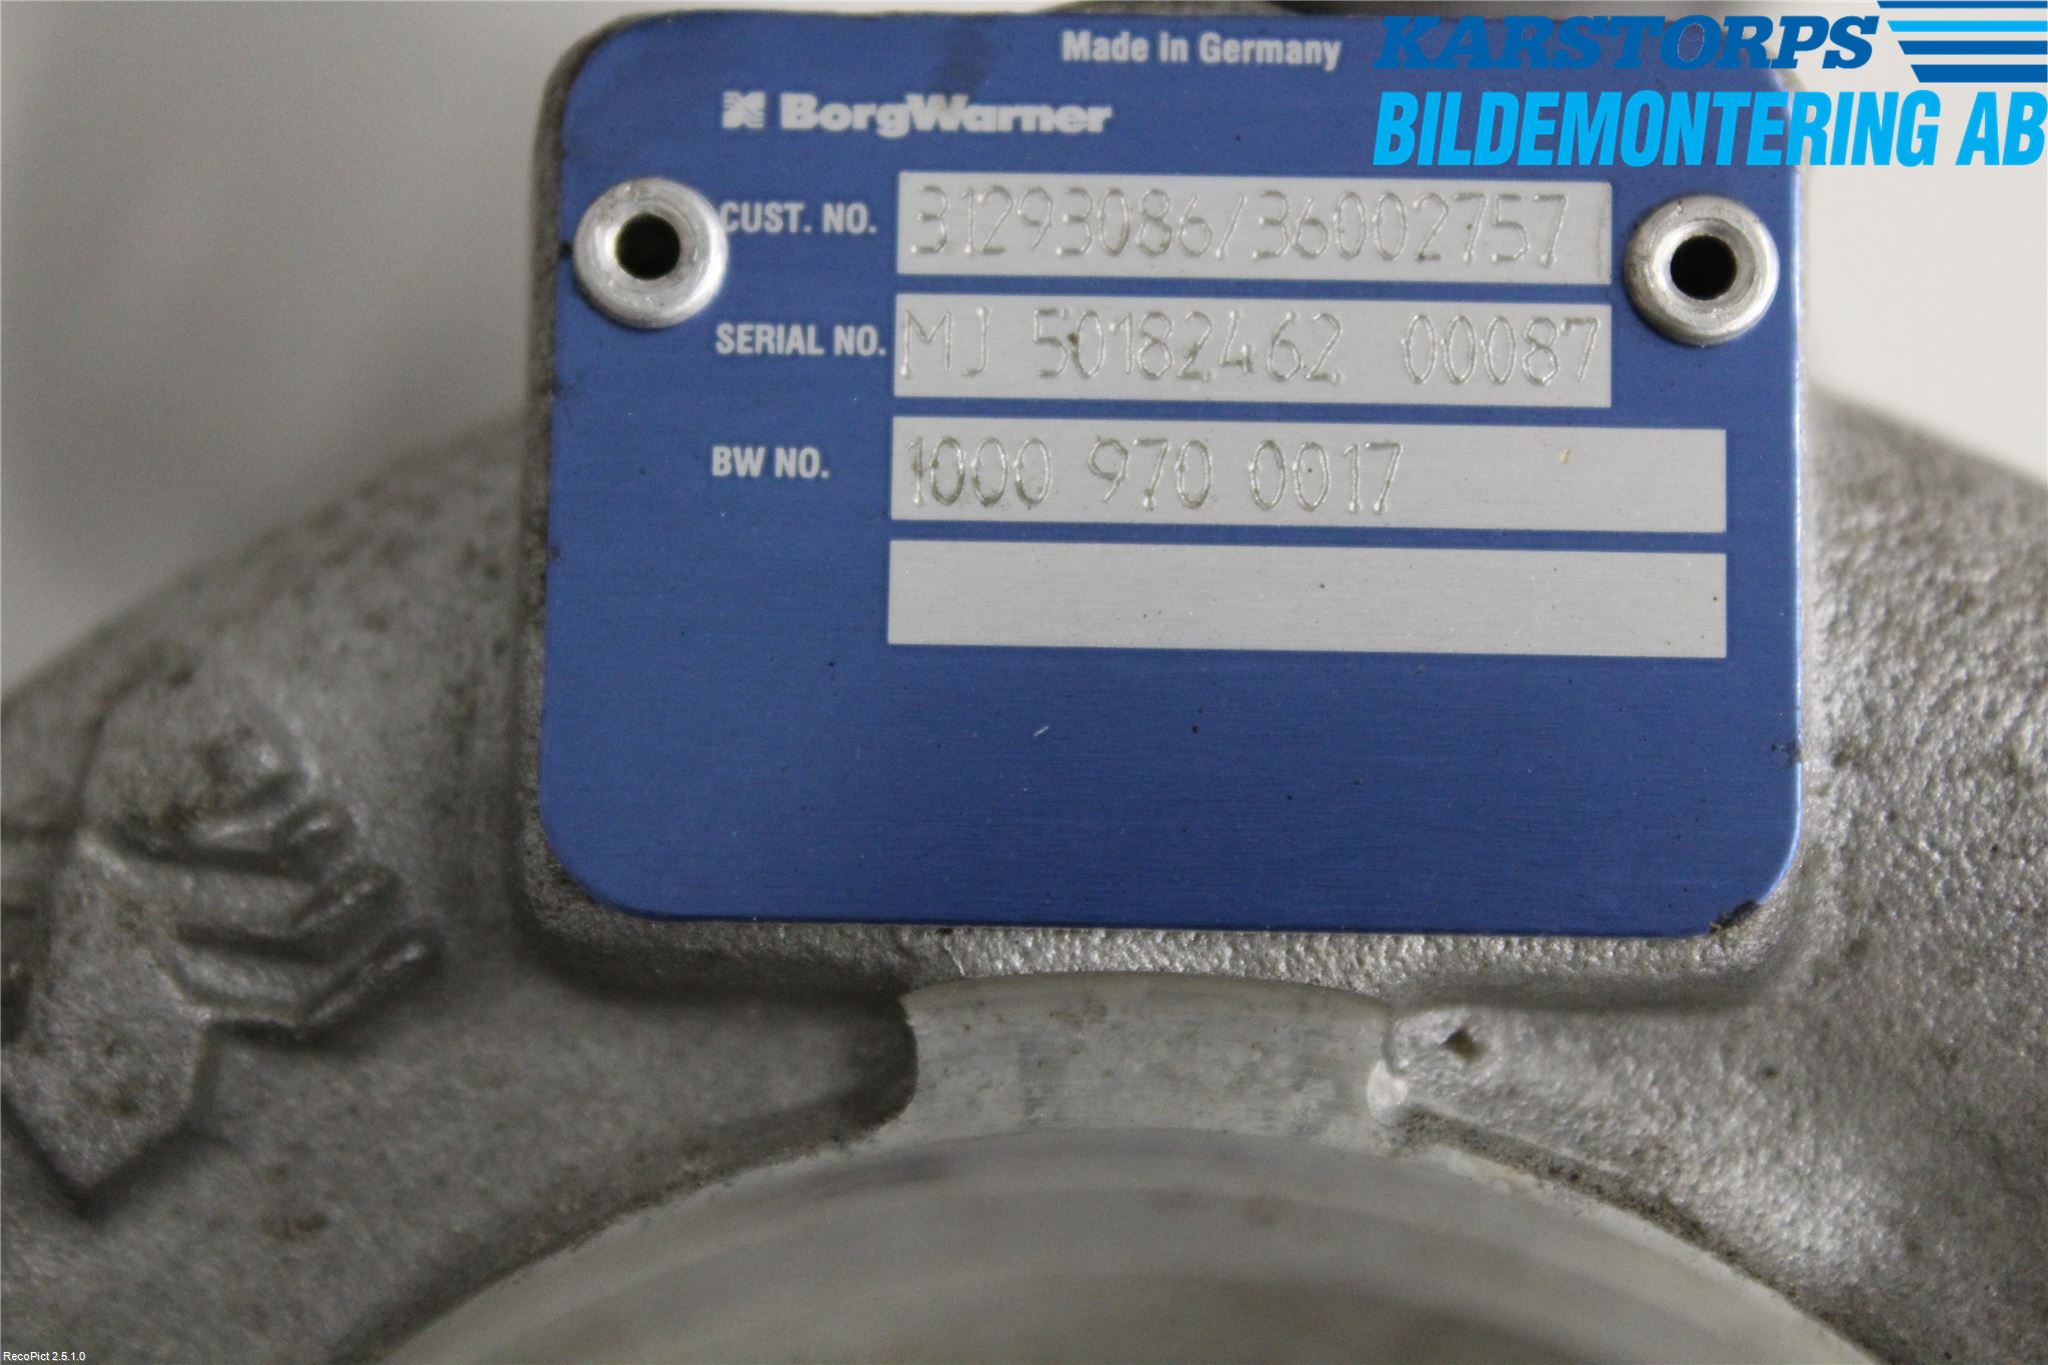 Made in Germany
BorgWarner
CUST. NO. 31293086/36002757
SERIAL NO. MJ 50182462 00087
BW NO. 1000 970 0017
KARSTORPS
BILDEMONTERING AB
RecoPict 2.5.1.0